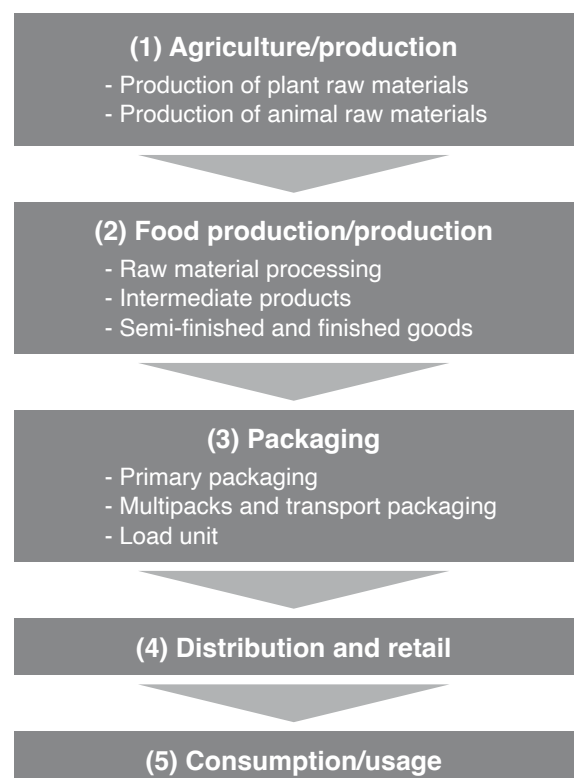 (1) Agriculture/production
- Production of plant raw materials
- Production of animal raw materials
(2) Food production/production
- Raw material processing
- Intermediate products
- Semi-finished and finished goods
(3) Packaging
- Primary packaging
- Multipacks and transport packaging
- Load unit
(4) Distribution and retail
(5) Consumption/usage